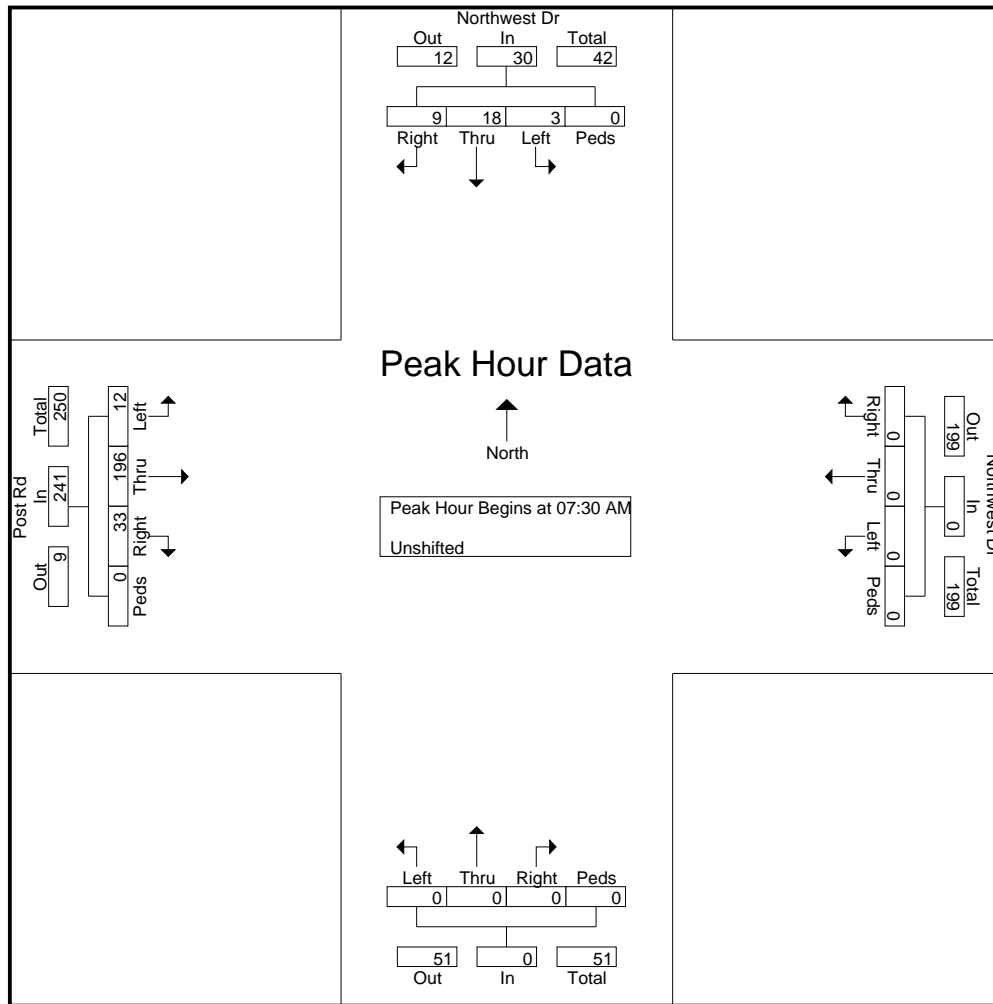 Northwest Dr
Out In Total
12 30 42
9 18 3 0
Right Thru Left Peds
Peak Hour Data
North
Peak Hour Begins at 07:30 AM
Unshifted
Post Rd
Total In Out
250 241 9
12 196 33 0
Left Thru Right Peds
Northwest Dr
Out In Total
199 0 199
0 0 0 0
Right Thru Left Peds
Left Thru Right Peds
0 0 0 0
51 0 51
Out In Total